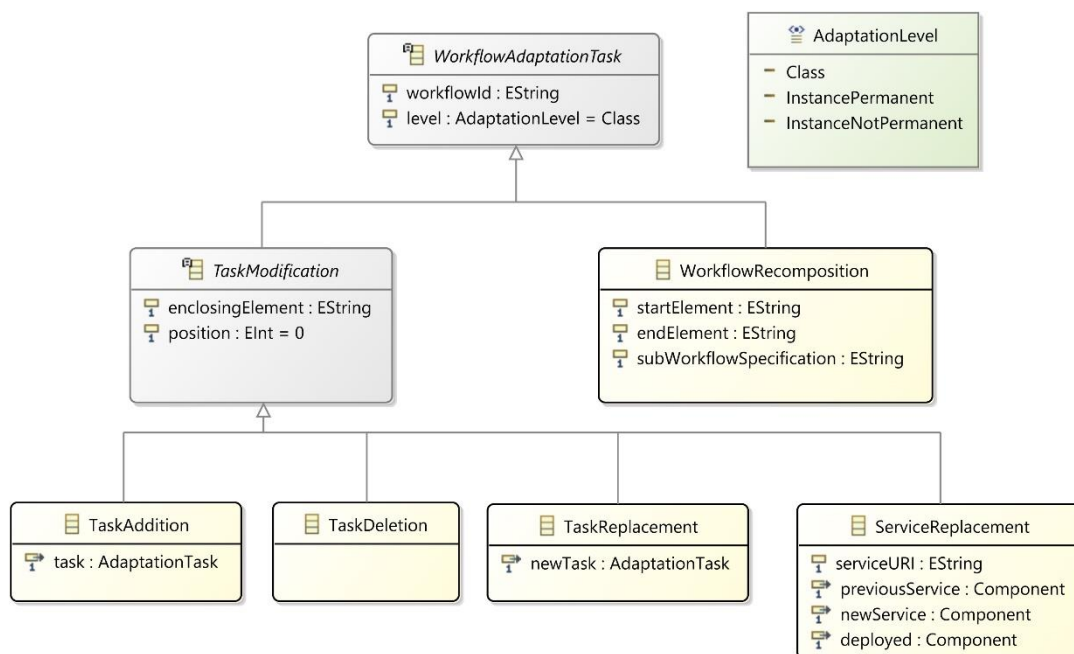 WorkflowAdaptationTask
workflowId : EString
level : AdaptationLevel = Class
AdaptationLevel
Class
InstancePermanent
InstanceNotPermanent
TaskModification
enclosingElement : EString
position : EInt = 0
WorkflowRecomposition
startElement : EString
endElement : EString
subWorkflowSpecification : EString
TaskAddition
task : AdaptationTask
TaskDeletion
TaskReplacement
newTask : AdaptationTask
ServiceReplacement
serviceURI : EString
previousService : Component
newService : Component
deployed : Component